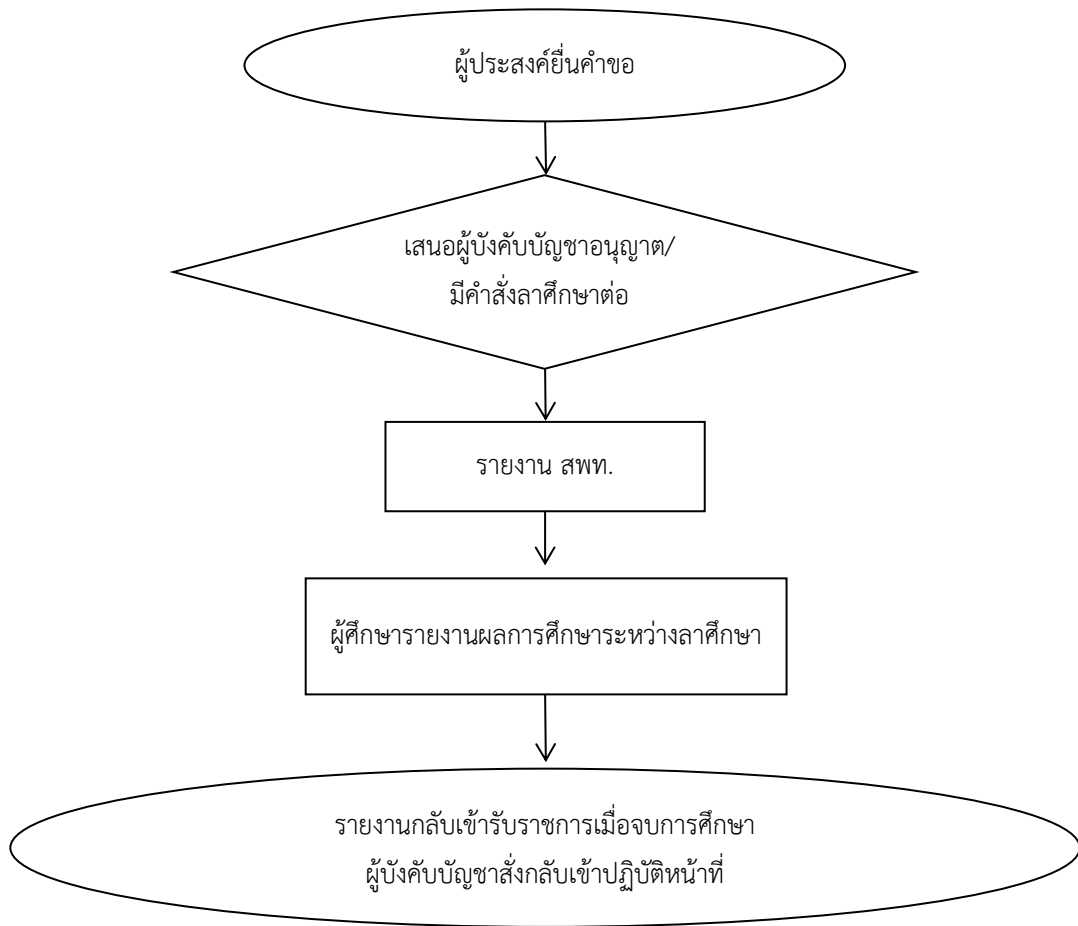 ผู้ประสงค์ยื่นคำขอ
เสนอผู้บังคับบัญชาอนุญาต/
มีคำสั่งลาศึกษาต่อ
รายงาน สพท.
ผู้ศึกษารายงานผลการศึกษาระหว่างลาศึกษา
รายงานกลับเข้ารับราชการเมื่อจบการศึกษา
ผู้บังคับบัญชาสั่งกลับเข้าปฏิบัติหน้าที่